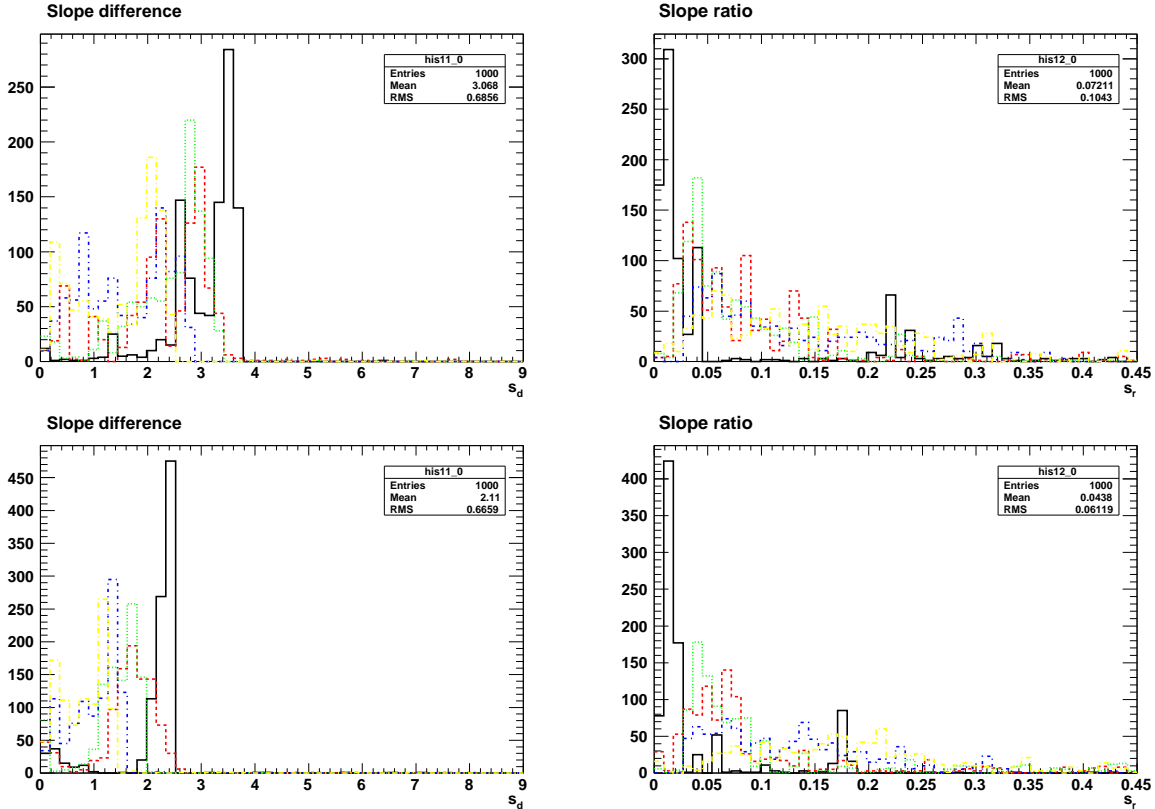 Slope difference
his11_0
Entries 1000
Mean 3.068
RMS 0.6856
250
200
150
100
50
0
0 1 2 3 4 5 6 7 8 9
s_d
Slope ratio
his12_0
Entries 1000
Mean 0.07211
RMS 0.1043
300
250
200
150
100
50
0
0 0.05 0.1 0.15 0.2 0.25 0.3 0.35 0.4 0.45
s_r
Slope difference
his11_0
Entries 1000
Mean 2.11
RMS 0.6659
450
400
350
300
250
200
150
100
50
0
0 1 2 3 4 5 6 7 8 9
s_d
Slope ratio
his12_0
Entries 1000
Mean 0.0438
RMS 0.06119
400
350
300
250
200
150
100
50
0
0 0.05 0.1 0.15 0.2 0.25 0.3 0.35 0.4 0.45
s_r